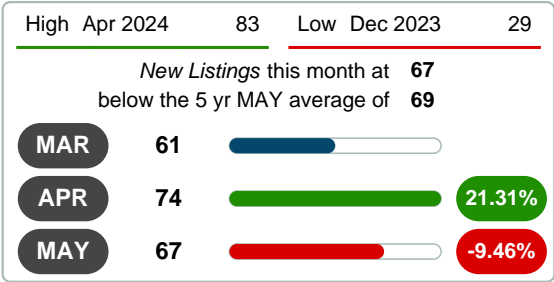 High Apr 2024 83 Low Dec 2023 29
New Listings this month at 67
below the 5 yr MAY average of 69
MAR 61
APR 74 21.31%
MAY 67 -9.46%